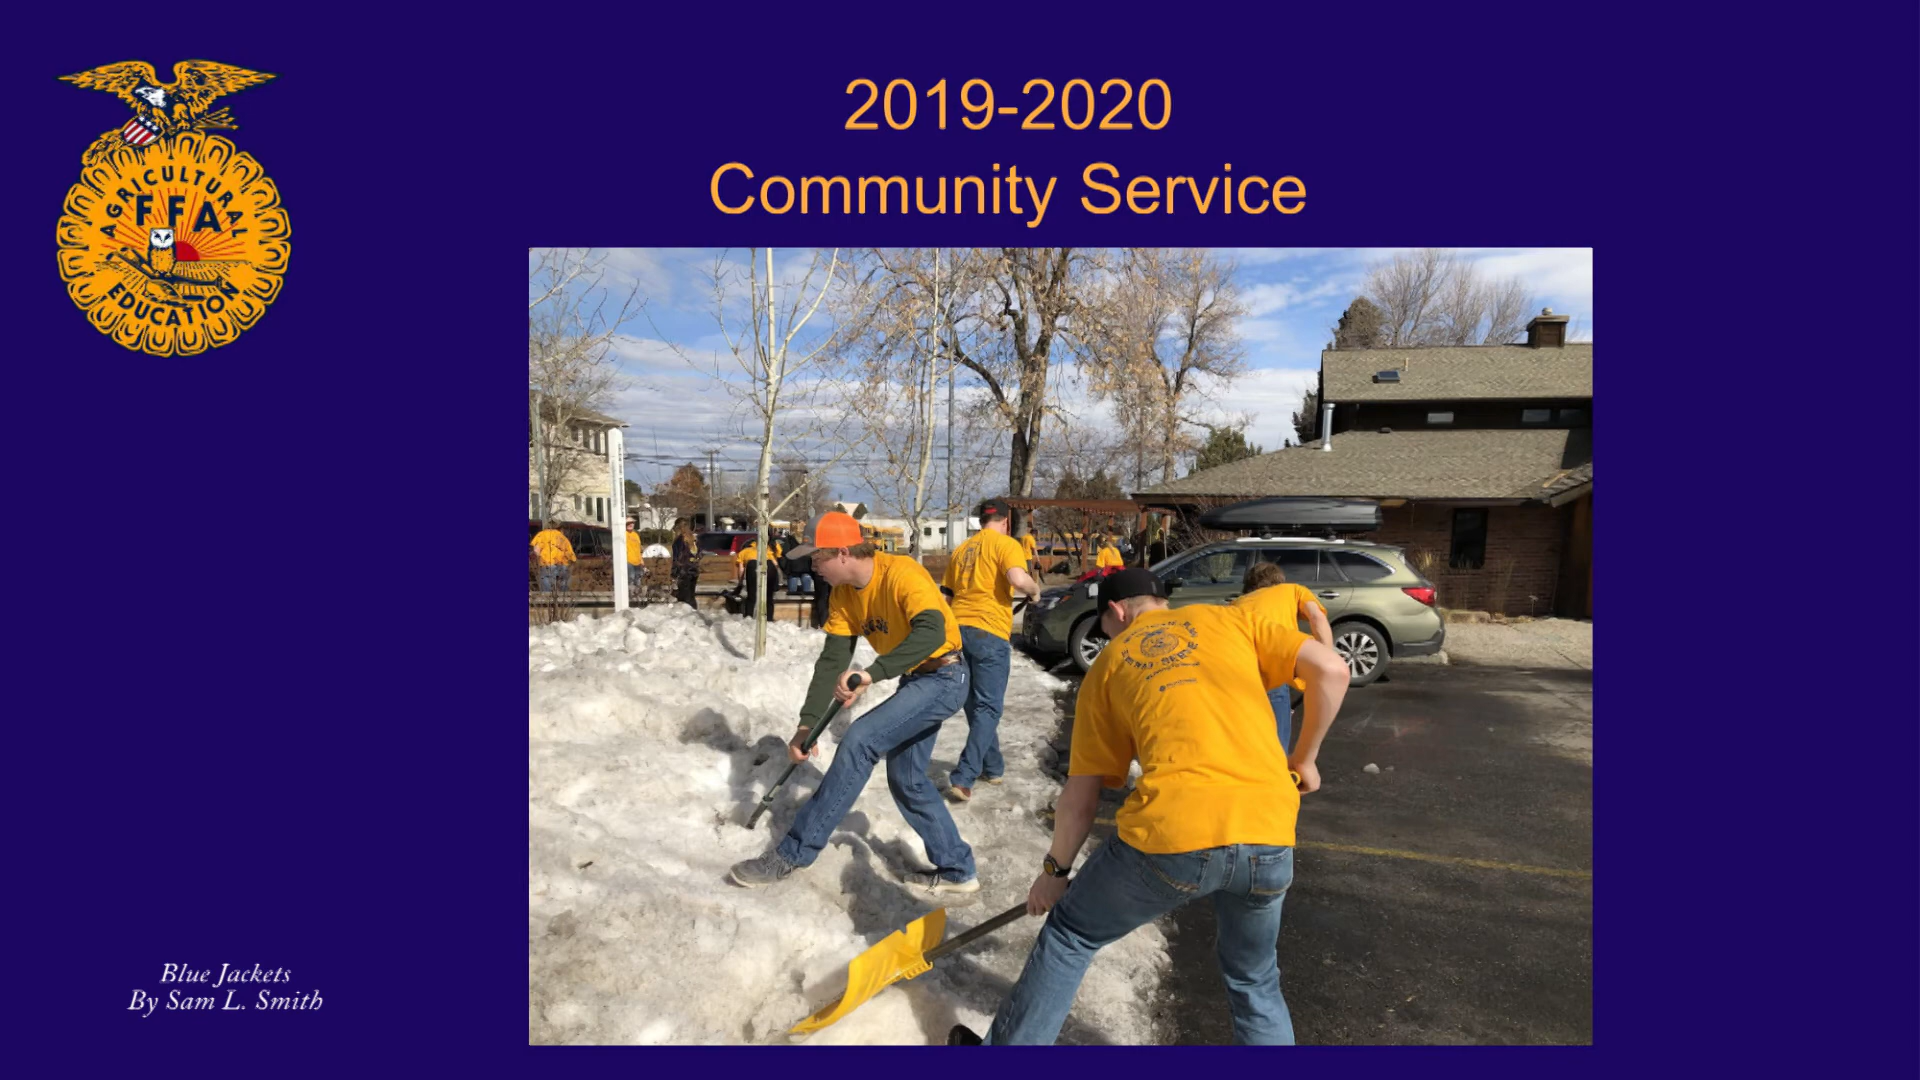 2019-2020
Community Service
AGRICULTURAL
FFA
EDUCATION
Blue Jackets
By Sam L. Smith